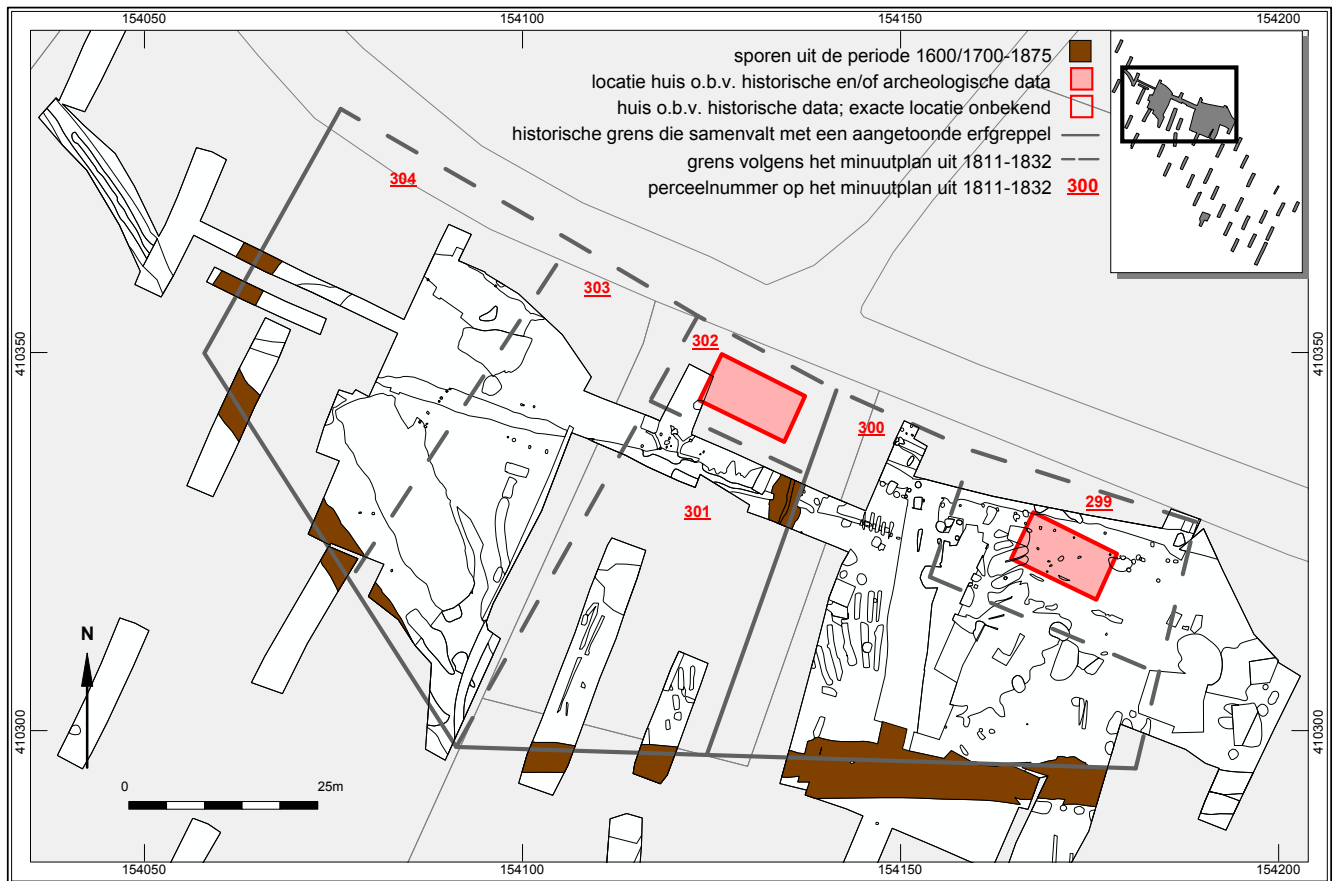 154050 154100 154150 154200
sporen uit de periode 1600/1700-1875
locatie huis o.b.v. historische en/of archeologische data
huis o.b.v. historische data; exacte locatie onbekend
historische grens die samenvalt met een aangetoonde erfgreppel
grens volgens het minuutplan uit 1811-1832
perceelnummer op het minuutplan uit 1811-1832 300
304
303
302
300
299
301
410350 410350
410300 410300
N
0 25m
154050 154100 154150 154200